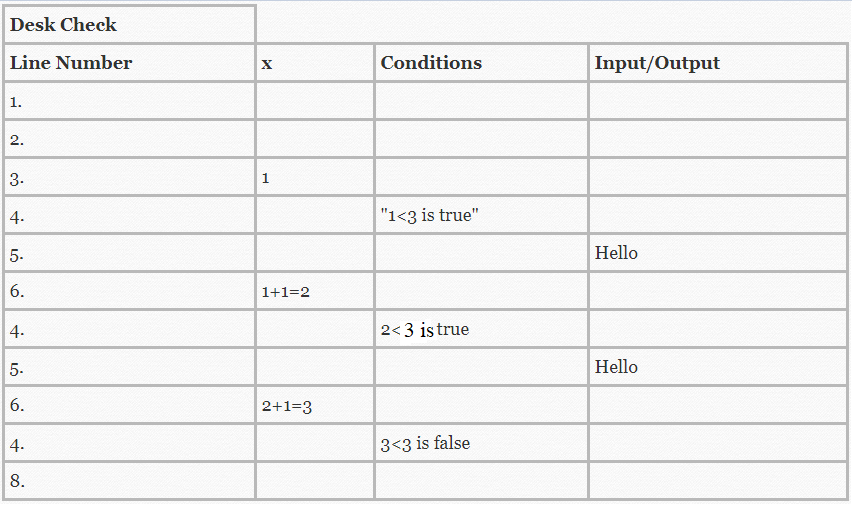 Desk Check
Line Number x Conditions Input/Output
1.
2.
3. 1
4. "1<3 is true"
5. Hello
6. 1+1=2
4. 2<3 is true
5. Hello
6. 2+1=3
4. 3<3 is false
8.